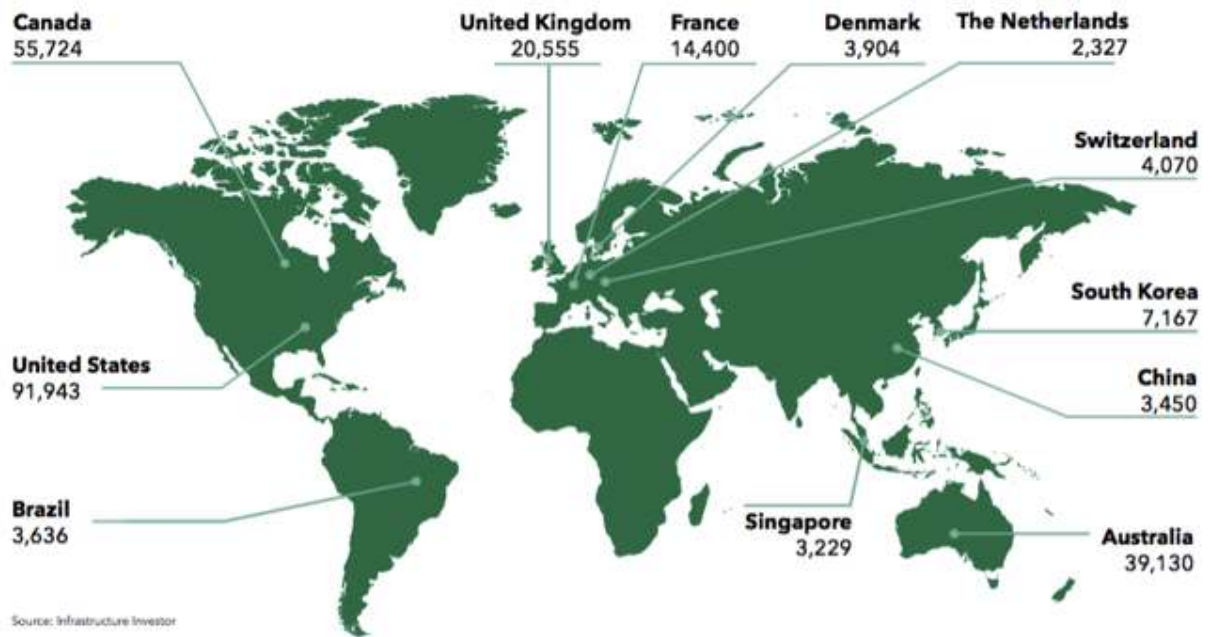 Canada
55,724
United Kingdom
20,555
France
14,400
Denmark
3,904
The Netherlands
2,327
Switzerland
4,070
South Korea
7,167
China
3,450
United States
91,943
Brazil
3,636
Singapore
3,229
Australia
39,130
Source: Infrastructure Investor